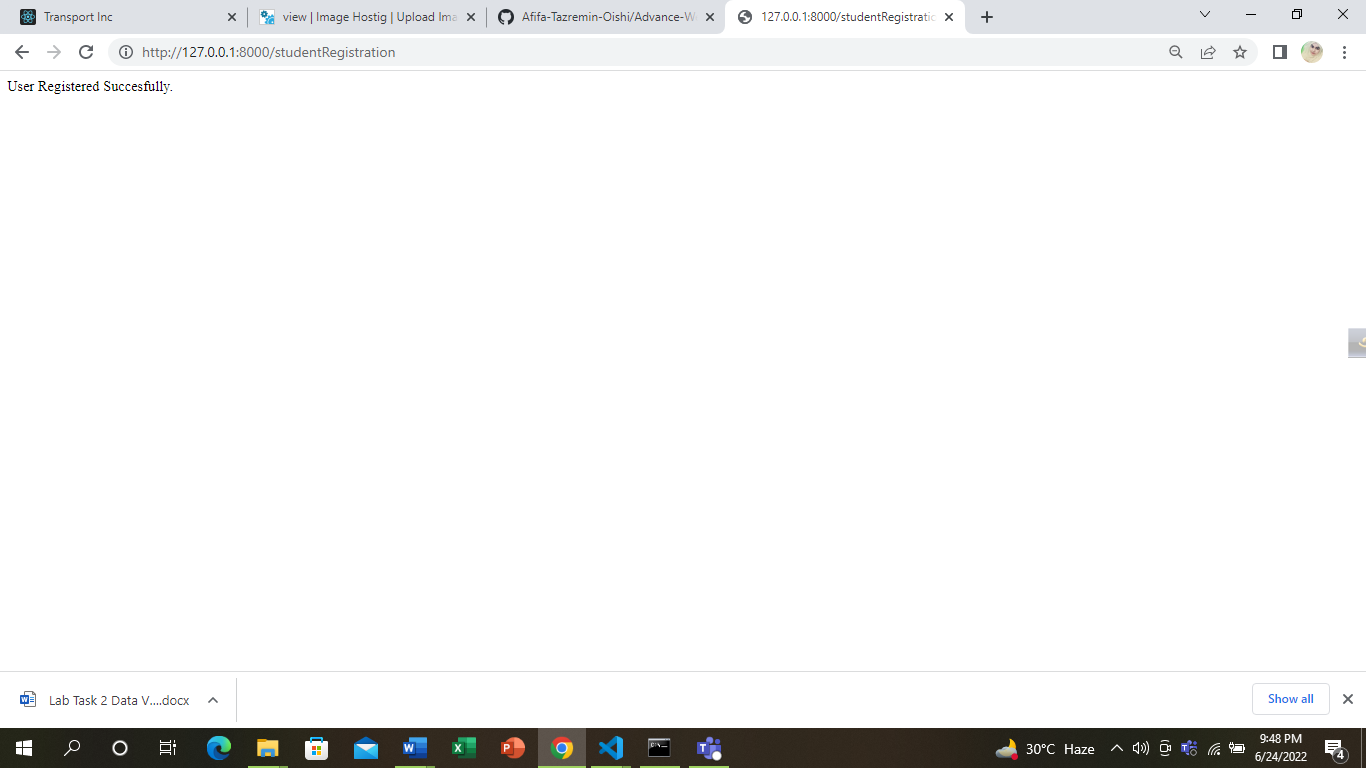 Transport Inc
view | Image Hostig | Upload Ima
Afifa-Tazremin-Oishi/Advance-We
127.0.0.1:8000/studentRegistratic
http://127.0.0.1:8000/studentRegistration
User Registered Succesfully.
Lab Task 2 Data V....docx
Show all
30°C Haze
9:48 PM
6/24/2022
4